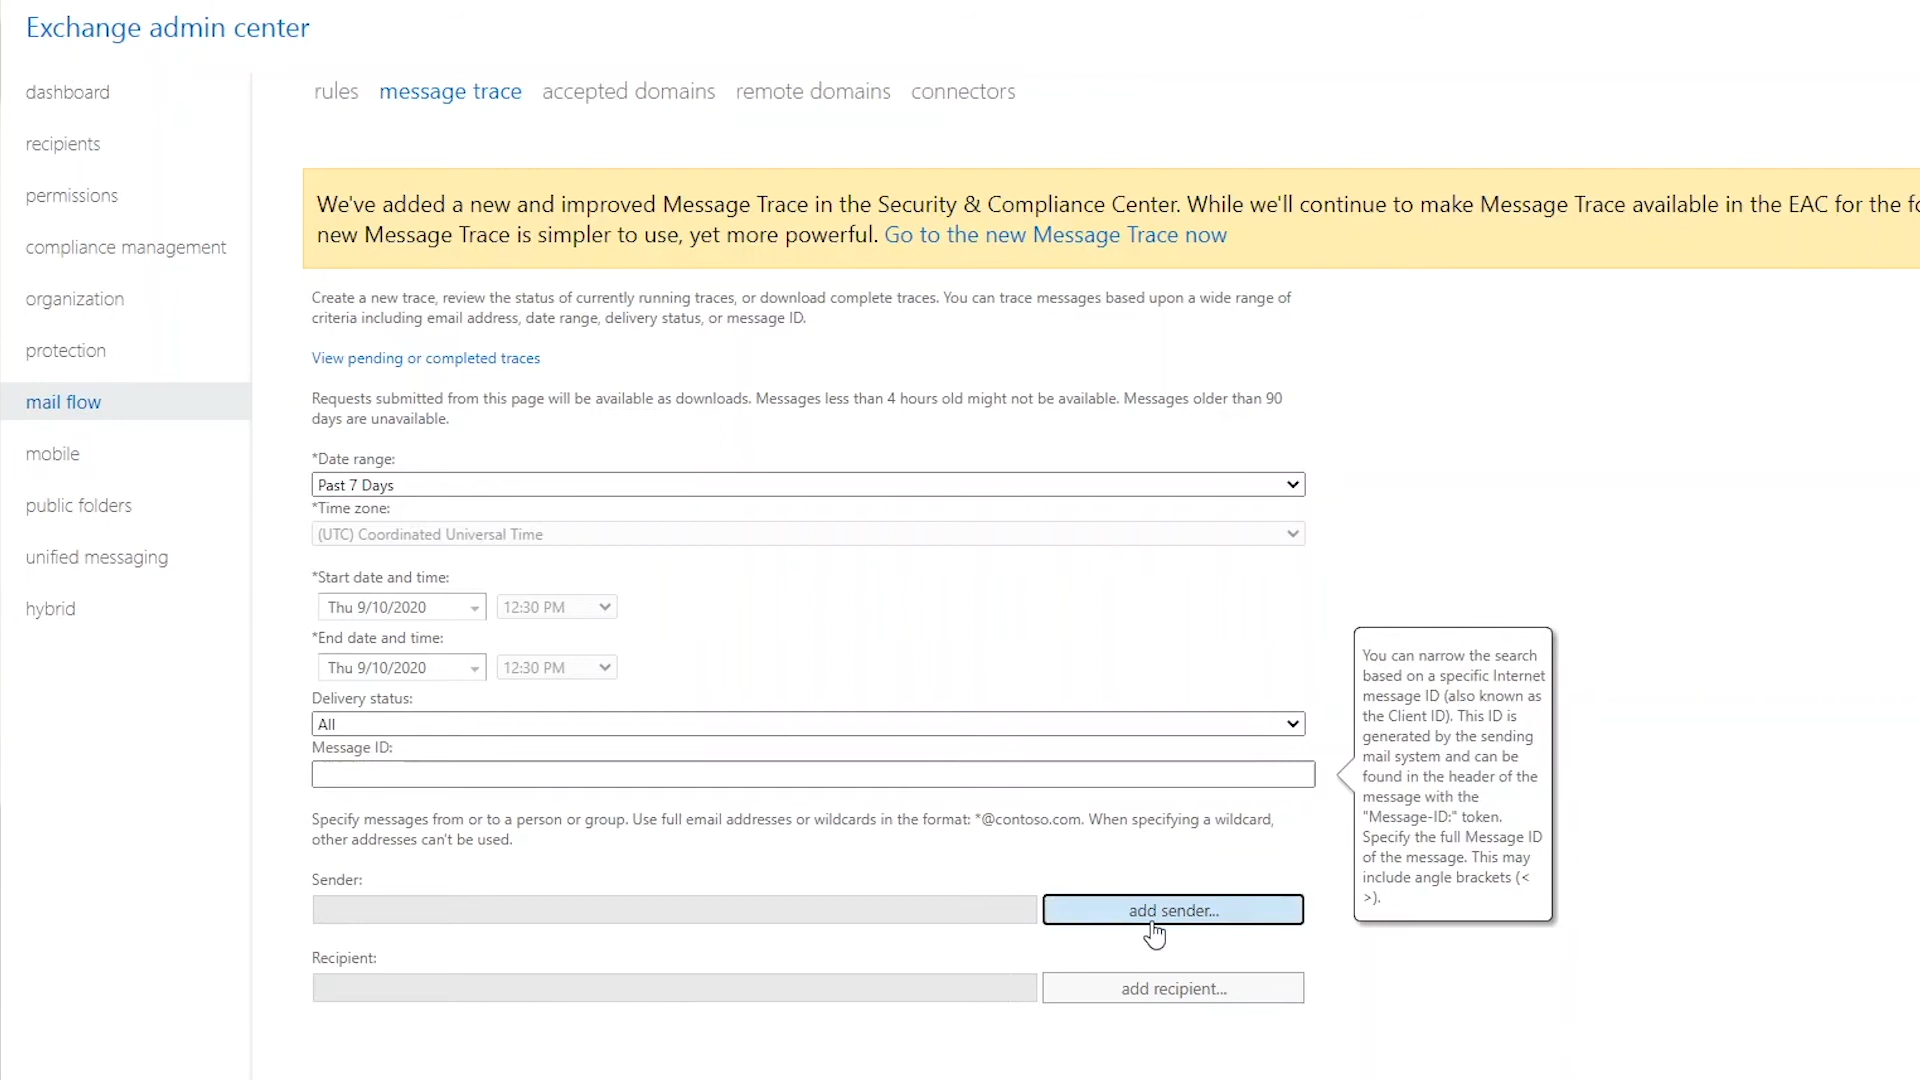 Exchange admin center
dashboard
recipients
permissions
compliance management
organization
protection
mail flow
mobile
public folders
unified messaging
hybrid
rules message trace accepted domains remote domains connectors
We've added a new and improved Message Trace in the Security & Compliance Center. While we'll continue to make Message Trace available in the EAC for the
new Message Trace is simpler to use, yet more powerful. Go to the new Message Trace now
Create a new trace, review the status of currently running traces, or download complete traces. You can trace messages based upon a wide range of
criteria including email address, date range, delivery status, or message ID.
View pending or completed traces
Requests submitted from this page will be available as downloads. Messages less than 4 hours old might not be available. Messages older than 90
days are unavailable.
*Date range:
Past 7 Days
*Time zone:
(UTC) Coordinated Universal Time
*Start date and time:
Thu 9/10/2020 12:30 PM
*End date and time:
Thu 9/10/2020 12:30 PM
Delivery status:
All
Message ID:
Specify messages from or to a person or group. Use full email addresses or wildcards in the format: *@contoso.com. When specifying a wildcard,
other addresses can't be used.
Sender:
add sender...
Recipient:
add recipient...
You can narrow the search
based on a specific Internet
message ID (also known as
the Client ID). This ID is
generated by the sending
mail system and can be
found in the header of the
message with the
"Message-ID:" token.
Specify the full Message ID
of the message. This may
include angle brackets (<
>).